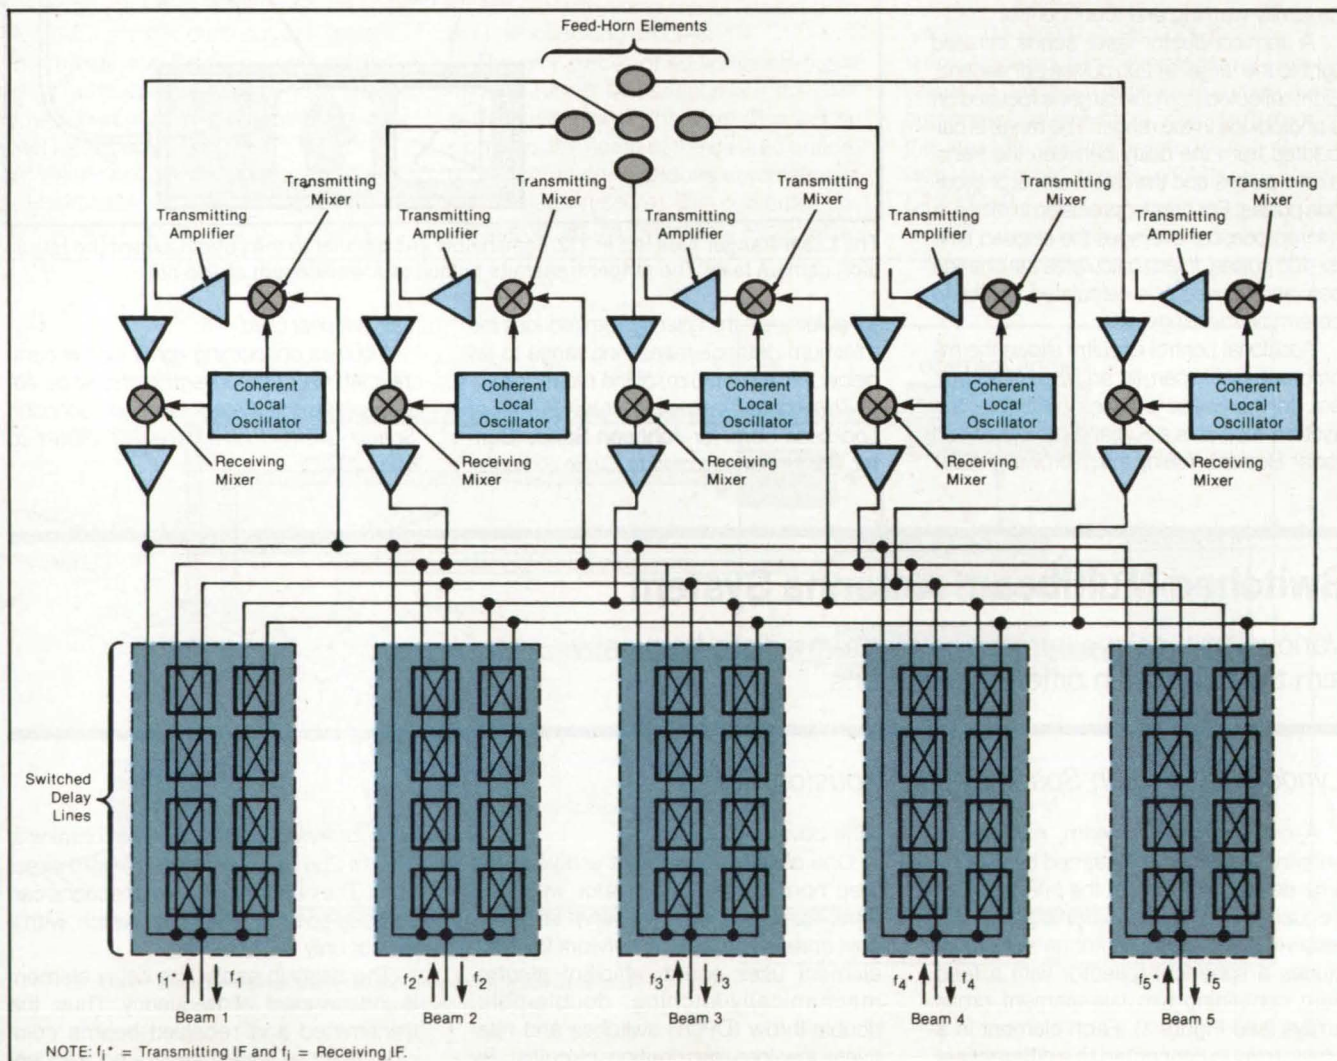 Feed-Horn Elements
Transmitting
Mixer
Transmitting
Mixer
Transmitting
Mixer
Transmitting
Mixer
Transmitting
Mixer
Transmitting
Amplifier
Transmitting
Amplifier
Transmitting
Amplifier
Transmitting
Amplifier
Transmitting
Amplifier
Coherent
Local
Oscillator
Coherent
Local
Oscillator
Coherent
Local
Oscillator
Coherent
Local
Oscillator
Coherent
Local
Oscillator
Receiving
Mixer
Receiving
Mixer
Receiving
Mixer
Receiving
Mixer
Receiving
Mixer
Switched
Delay
Lines
f1* f1
f2* f2
f3* f3
f4* f4
f5* f5
Beam 1
Beam 2
Beam 3
Beam 4
Beam 5
NOTE: fi* = Transmitting IF and fi = Receiving IF.